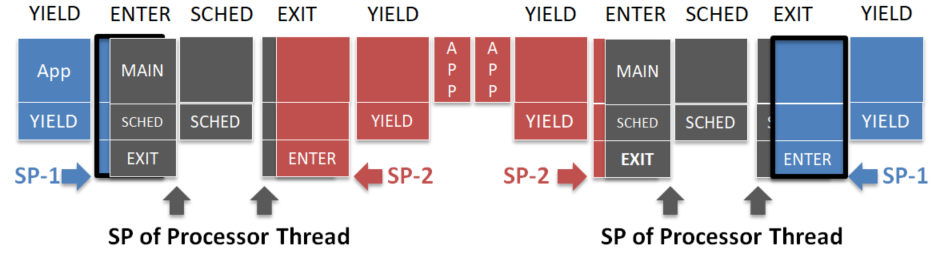 YIELD ENTER SCHED EXIT YIELD YIELD ENTER SCHED EXIT YIELD
App MAIN A P P A P P MAIN
YIELD SCHED SCHED YIELD YIELD SCHED SCHED S YIELD
EXIT ENTER EXIT ENTER
SP-1 SP-2 SP-2 SP-1
SP of Processor Thread SP of Processor Thread